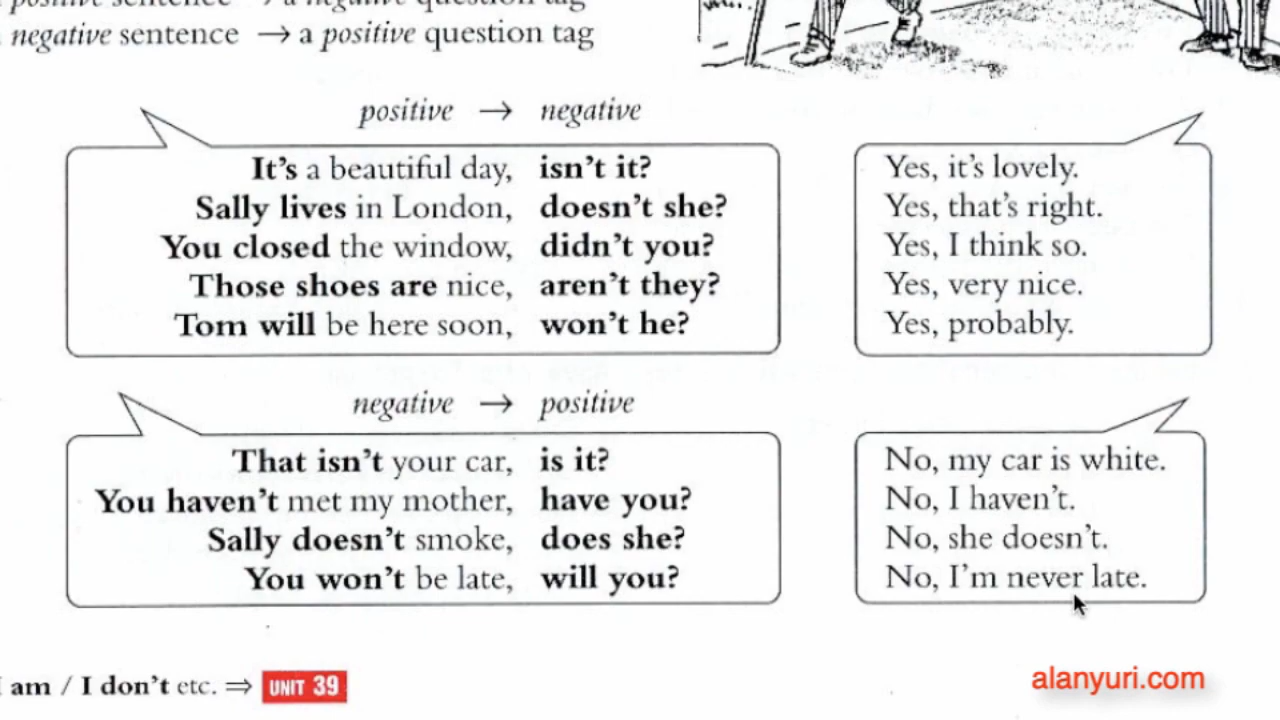 positive sentence → a negative question tag
negative sentence → a positive question tag
positive → negative
It's a beautiful day, isn't it? Yes, it's lovely.
Sally lives in London, doesn't she? Yes, that's right.
You closed the window, didn't you? Yes, I think so.
Those shoes are nice, aren't they? Yes, very nice.
Tom will be here soon, won't he? Yes, probably.
negative → positive
That isn't your car, is it? No, my car is white.
You haven't met my mother, have you? No, I haven't.
Sally doesn't smoke, does she? No, she doesn't.
You won't be late, will you? No, I'm never late.
I am / I don't etc. ⇒ UNIT 39
alanyuri.com